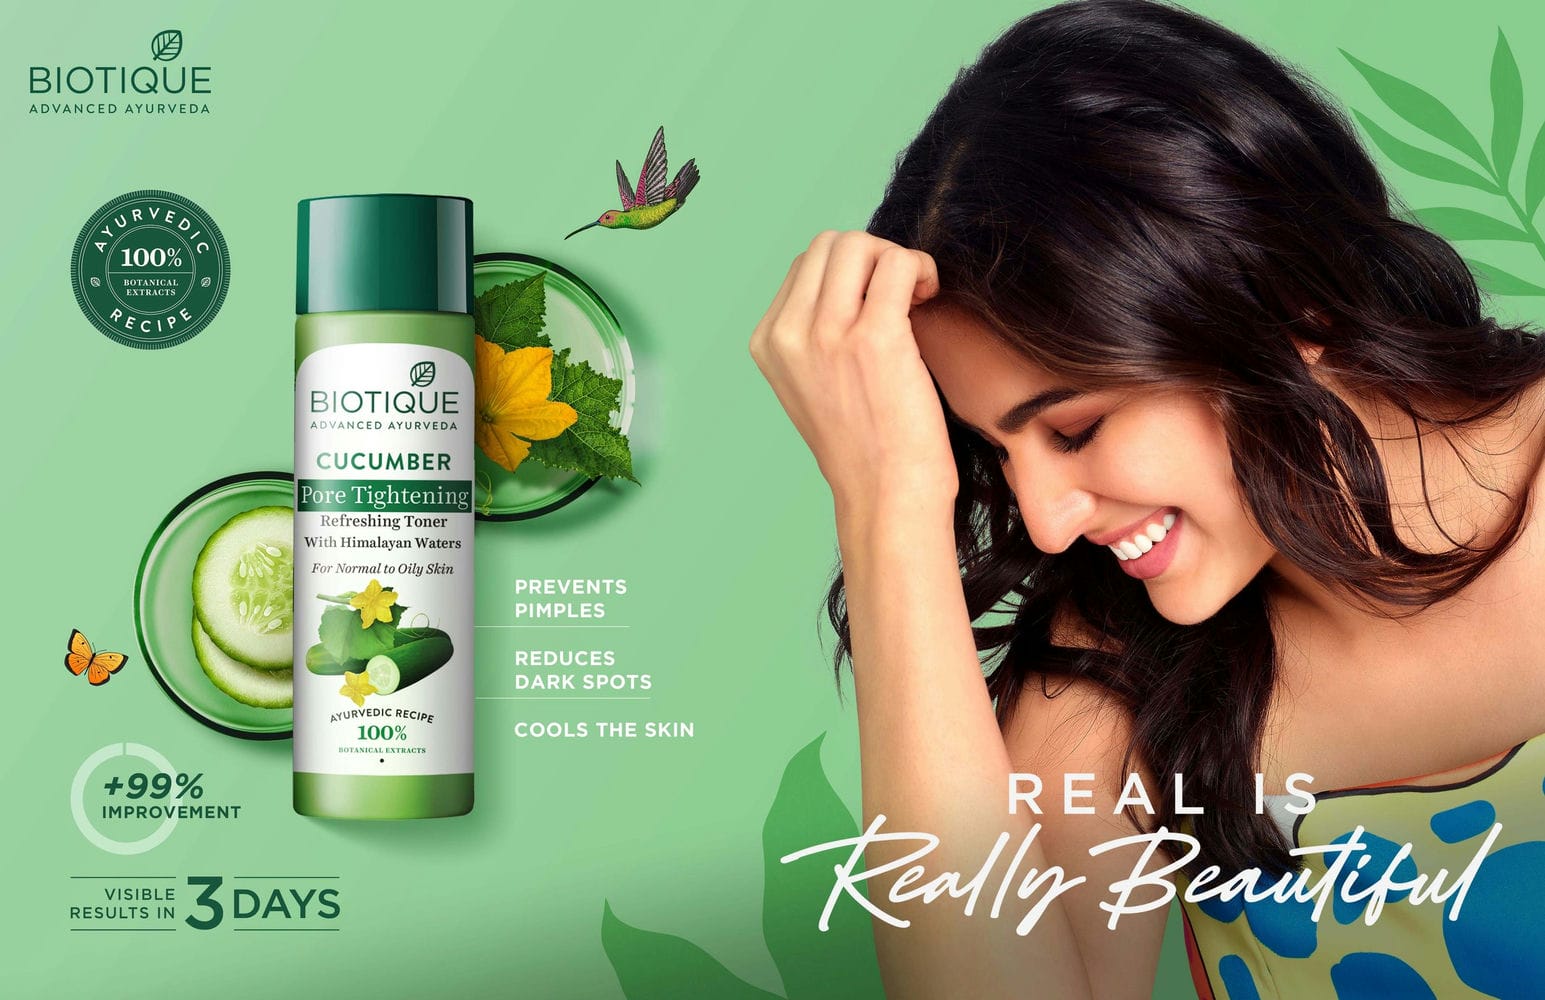 BIOTIQUE
ADVANCED AYURVEDA
AYURVEDIC
100%
BOTANICAL
EXTRACTS
RECIPE
BIOTIQUE
ADVANCED AYURVEDA
CUCUMBER
Pore Tightening
Refreshing Toner
With Himalayan Waters
For Normal to Oily Skin
AYURVEDIC RECIPE
100%
BOTANICAL EXTRACTS
PREVENTS
PIMPLES
REDUCES
DARK SPOTS
COOLS THE SKIN
+99%
IMPROVEMENT
VISIBLE
RESULTS IN
3 DAYS
REAL IS
Really Beautiful